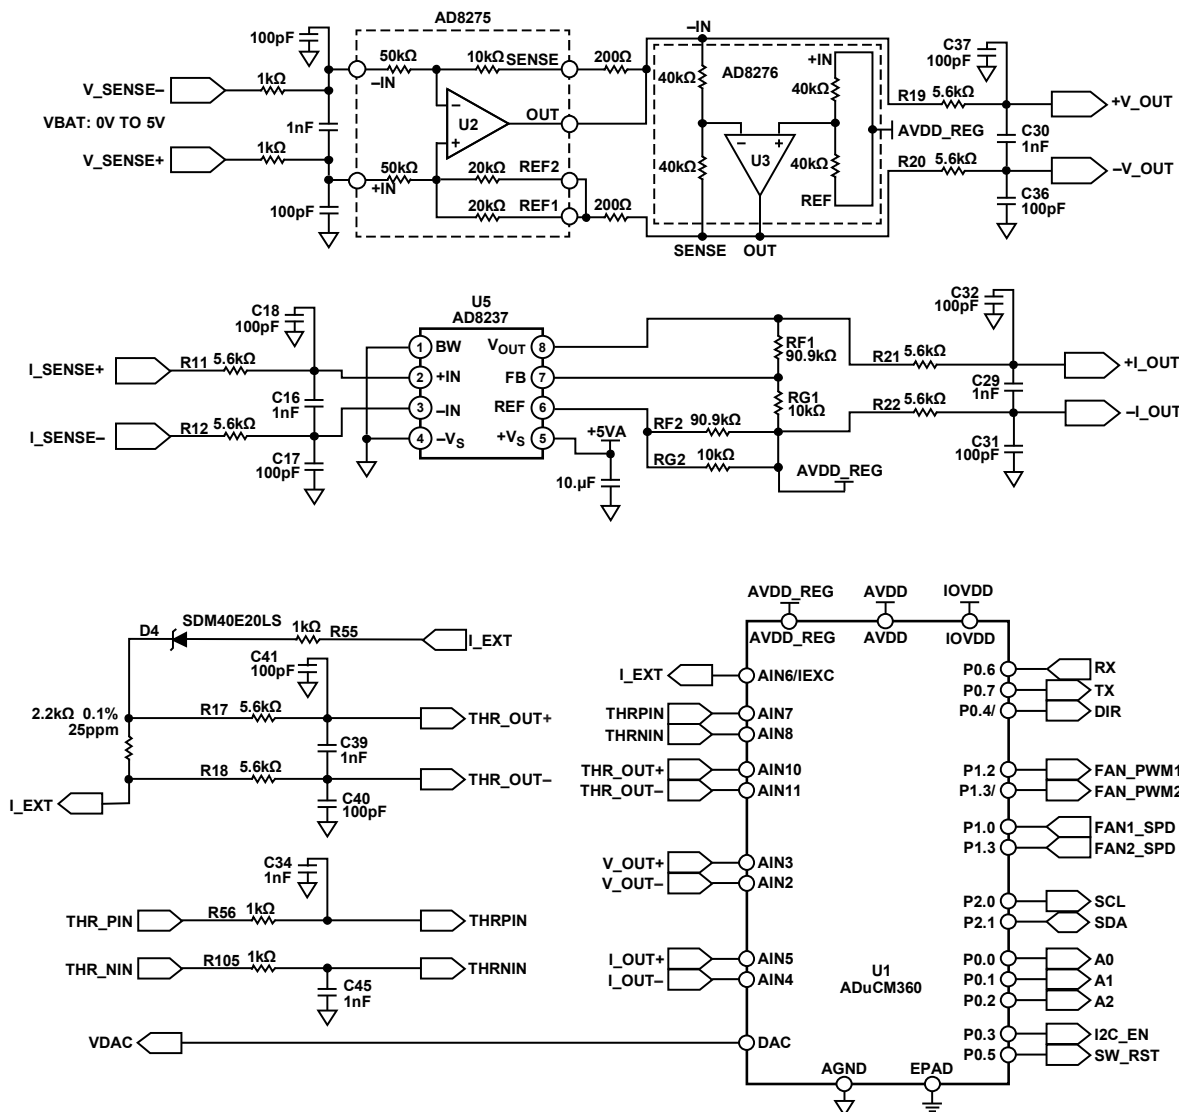 AD8275
100pF
50kΩ
10kΩ
SENSE
200Ω
–IN
V_SENSE–
1kΩ
–IN
VBAT: 0V TO 5V
1nF
U2
OUT
V_SENSE+
1kΩ
50kΩ
20kΩ
REF2
+IN
100pF
20kΩ
REF1
200Ω
40kΩ
AD8276
+IN
40kΩ
AVDD_REG
U3
40kΩ
40kΩ
REF
SENSE
OUT
C37
100pF
R19
5.6kΩ
+V_OUT
C30
1nF
R20
5.6kΩ
–V_OUT
C36
100pF
C18
100pF
U5
AD8237
I_SENSE+
R11
5.6kΩ
C16
1nF
I_SENSE–
R12
5.6kΩ
C17
100pF
1
BW
2
+IN
3
–IN
4
–VS
VOUT
8
FB
7
REF
6
+VS
5
+5VA
10.µF
RF1
90.9kΩ
RG1
10kΩ
RF2
90.9kΩ
RG2
10kΩ
AVDD_REG
C32
100pF
R21
5.6kΩ
+I_OUT
C29
1nF
R22
5.6kΩ
–I_OUT
C31
100pF
D4
SDM40E20LS
1kΩ
R55
I_EXT
C41
100pF
2.2kΩ 0.1%
25ppm
R17
5.6kΩ
THR_OUT+
C39
1nF
R18
5.6kΩ
THR_OUT–
I_EXT
C40
100pF
C34
1nF
THR_PIN
R56
1kΩ
THRPIN
THR_NIN
R105
1kΩ
THRNIN
C45
1nF
VDAC
AVDD_REG
AVDD
IOVDD
AVDD_REG
AVDD
IOVDD
I_EXT
AIN6/IEXC
THRPIN
AIN7
THRNIN
AIN8
THR_OUT+
AIN10
THR_OUT–
AIN11
V_OUT+
AIN3
V_OUT–
AIN2
I_OUT+
AIN5
I_OUT–
AIN4
DAC
U1
ADuCM360
P0.6
RX
P0.7
TX
P0.4/
DIR
P1.2
FAN_PWM1
P1.3/
FAN_PWM2
P1.0
FAN1_SPD
P1.3
FAN2_SPD
P2.0
SCL
P2.1
SDA
P0.0
A0
P0.1
A1
P0.2
A2
P0.3
I2C_EN
P0.5
SW_RST
AGND
EPAD